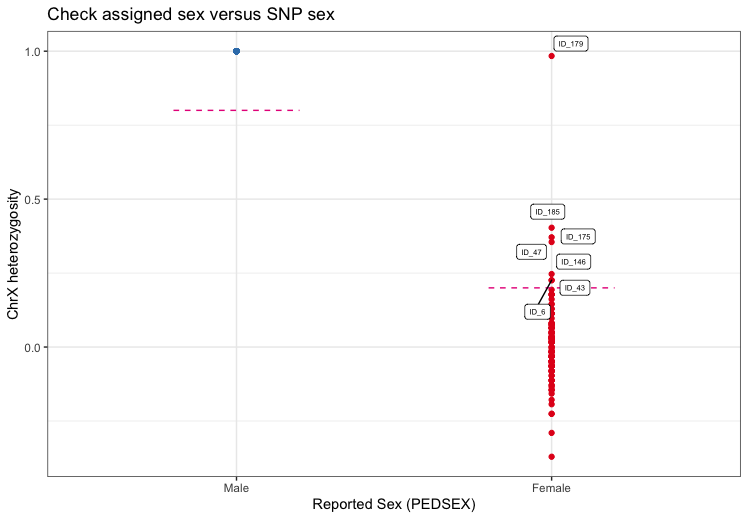 Check assigned sex versus SNP sex
ChrX heterozygosity
1.0
0.5
0.0
ID_179
ID_185
ID_175
ID_47
ID_146
ID_43
ID_6
Male
Female
Reported Sex (PEDSEX)